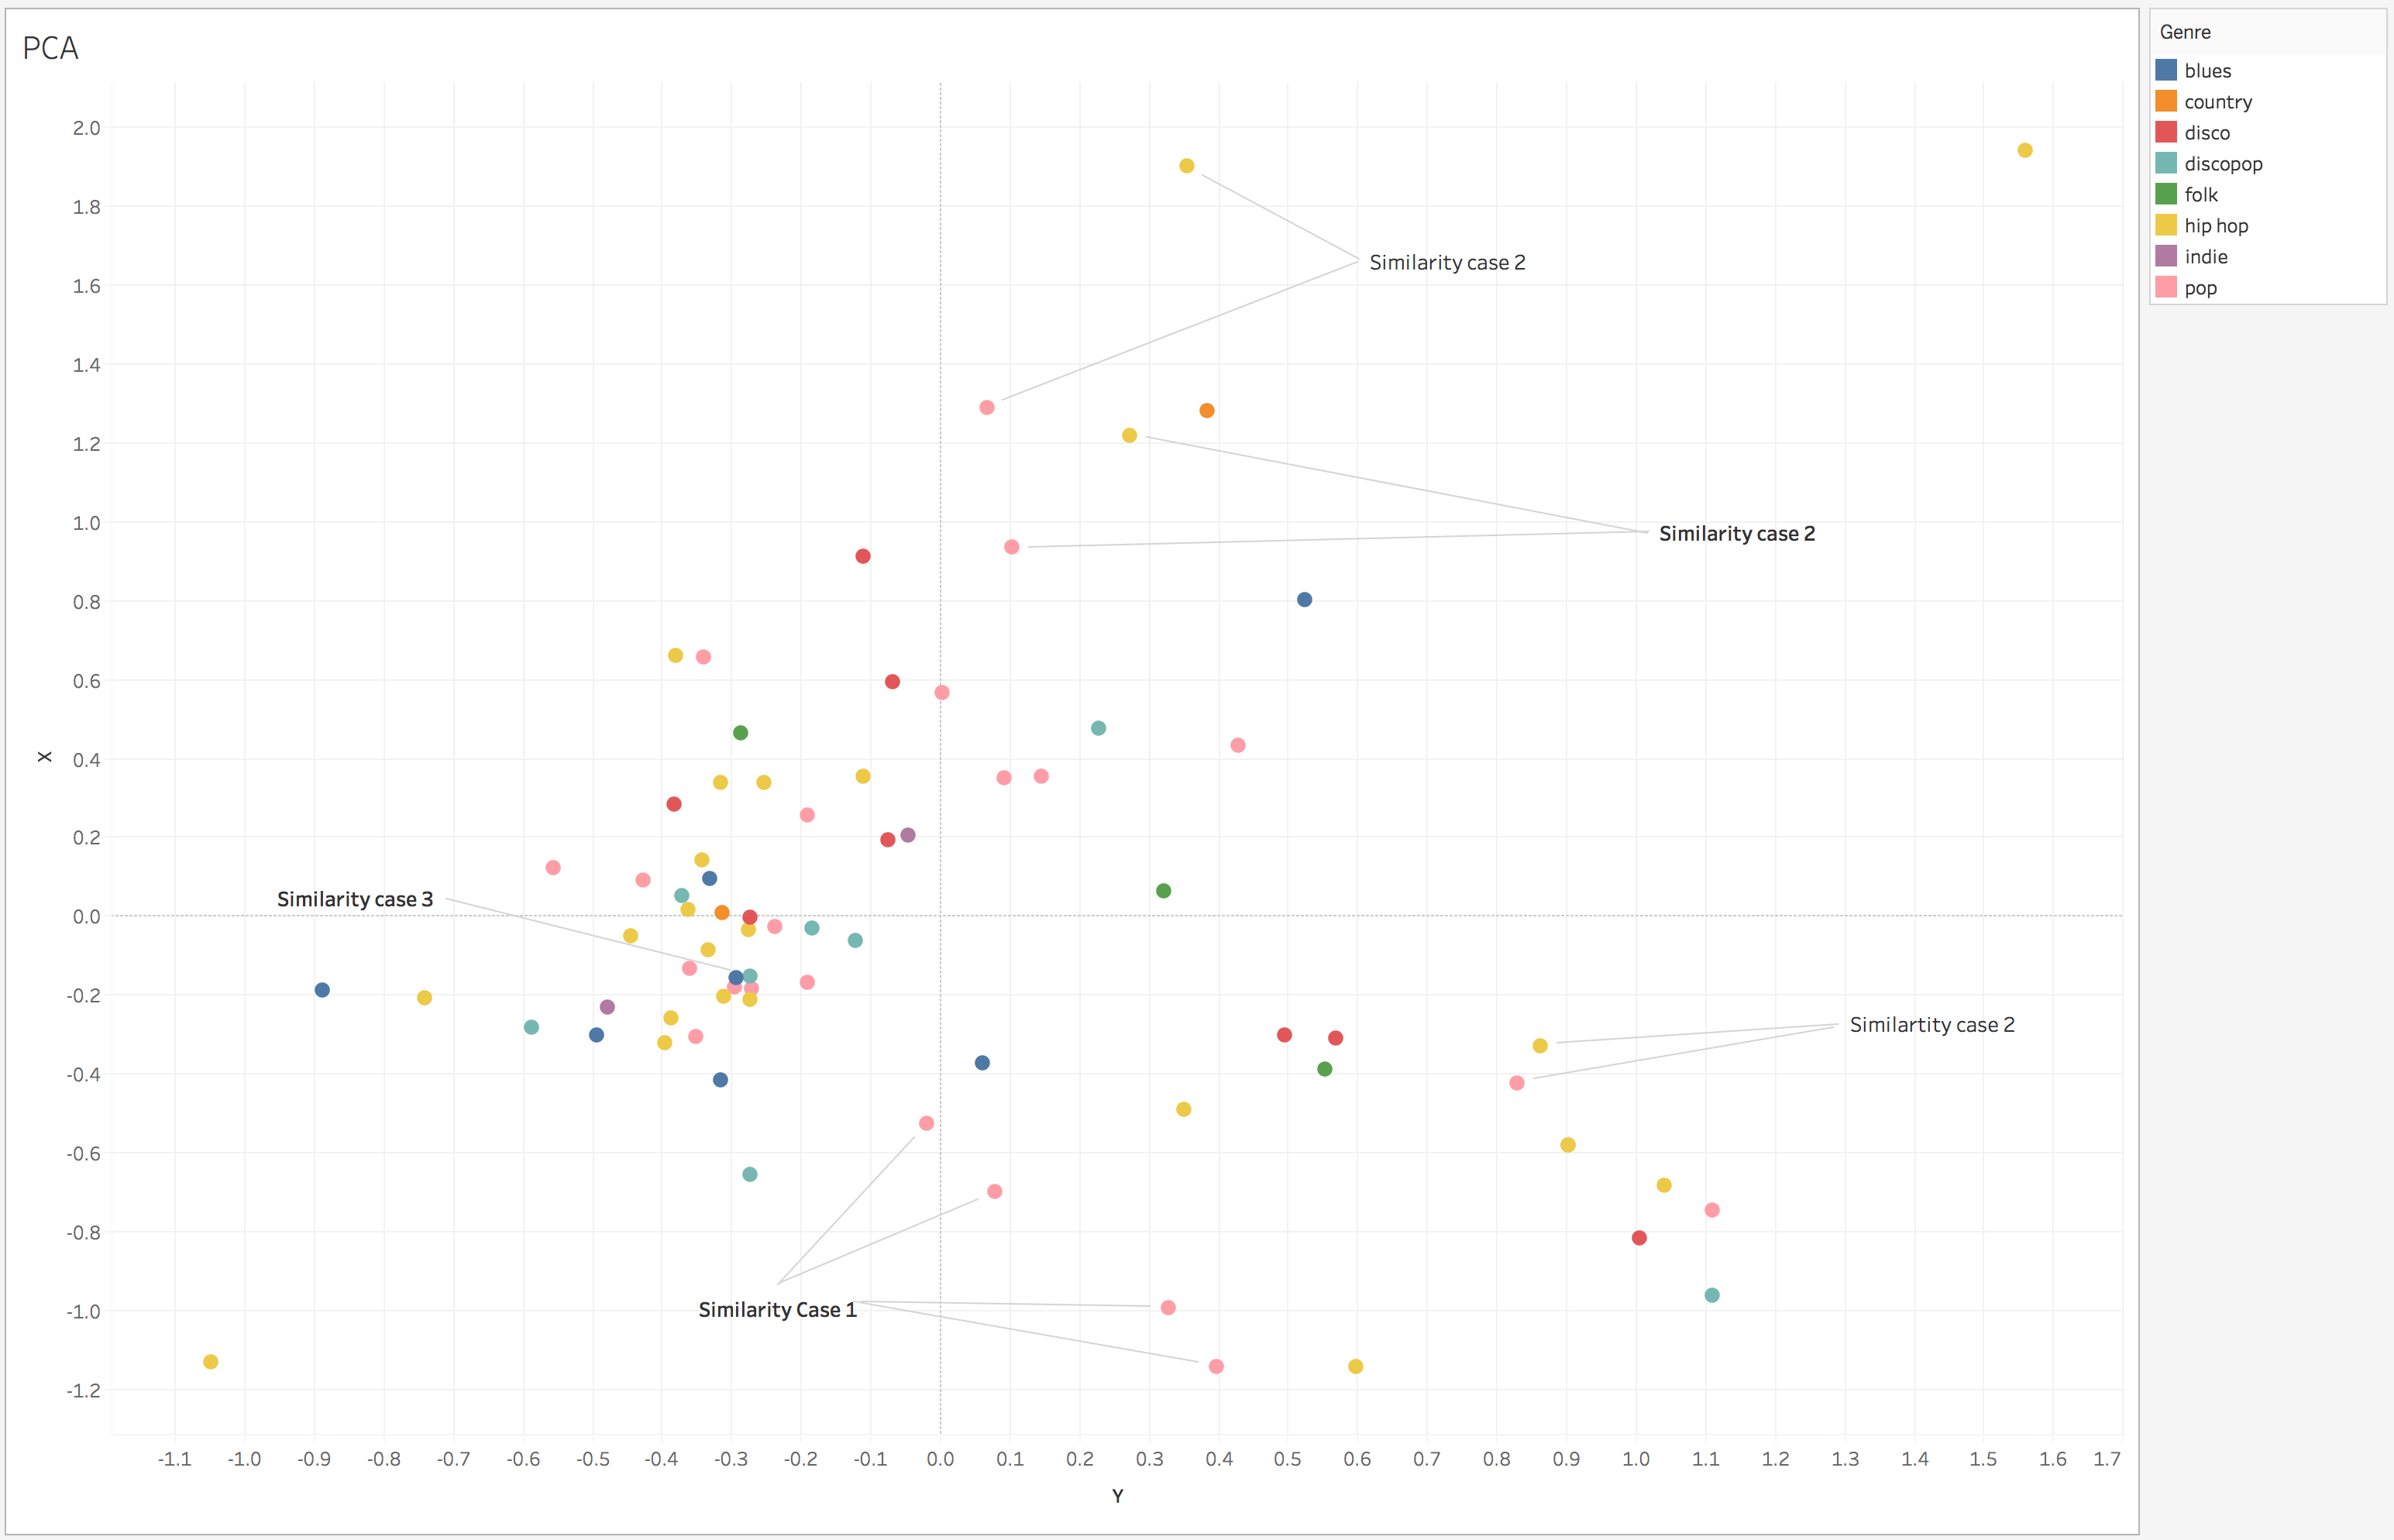 PCA
Genre
blues
country
disco
discopop
folk
hip hop
indie
pop
2.0
1.8
1.6
1.4
1.2
1.0
0.8
0.6
0.4
0.2
0.0
-0.2
-0.4
-0.6
-0.8
-1.0
-1.2
X
Similarity case 2
Similarity case 2
Similarity case 3
Similartity case 2
Similarity Case 1
-1.1 -1.0 -0.9 -0.8 -0.7 -0.6 -0.5 -0.4 -0.3 -0.2 -0.1 0.0 0.1 0.2 0.3 0.4 0.5 0.6 0.7 0.8 0.9 1.0 1.1 1.2 1.3 1.4 1.5 1.6 1.7
Y